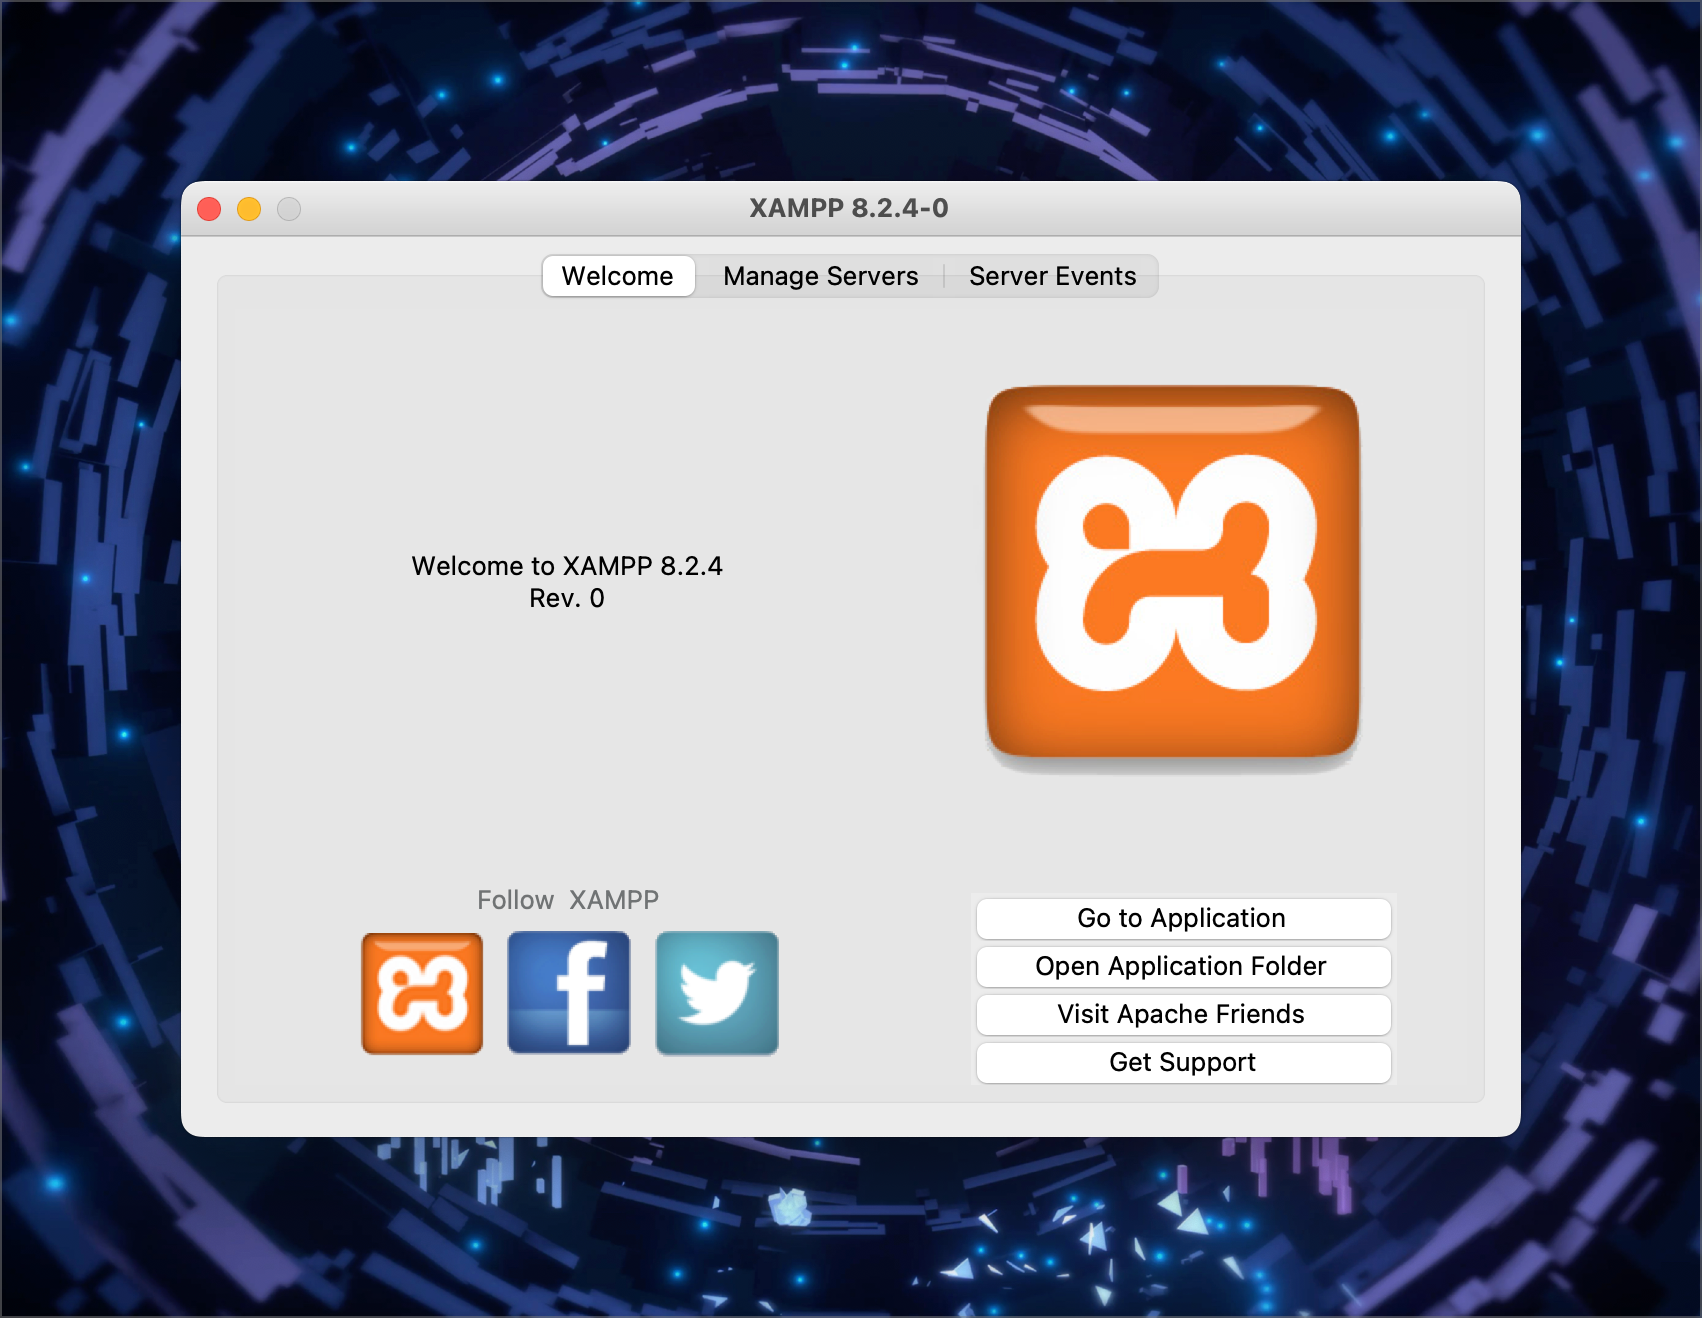 XAMPP 8.2.4-0
Welcome
Manage Servers
Server Events
Welcome to XAMPP 8.2.4
Rev. 0
Follow XAMPP
Go to Application
Open Application Folder
Visit Apache Friends
Get Support